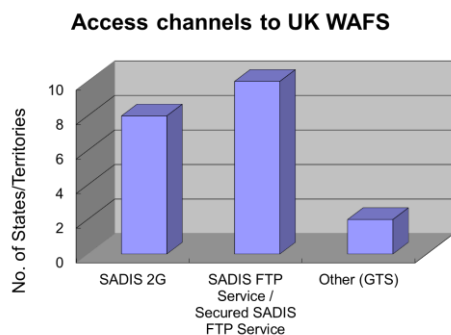 Access channels to UK WAFS
No. of States/Territories
10
8
6
4
2
0
SADIS 2G
SADIS FTP
Service /
Secured SADIS
FTP Service
Other (GTS)